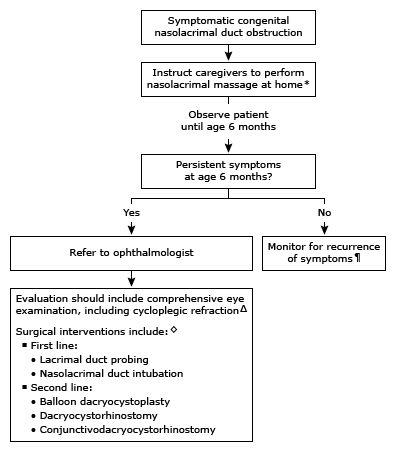 Symptomatic congenital
nasolacrimal duct obstruction
Instruct caregivers to perform
nasolacrimal massage at home*
Observe patient
until age 6 months
Persistent symptoms
at age 6 months?
Yes
No
Refer to ophthalmologist
Monitor for recurrence
of symptoms¶
Evaluation should include comprehensive eye
examination, including cycloplegic refractionΔ
Surgical interventions include:◇
▪ First line:
• Lacrimal duct probing
• Nasolacrimal duct intubation
▪ Second line:
• Balloon dacryocystoplasty
• Dacryocystorhinostomy
• Conjunctivodacryocystorhinostomy